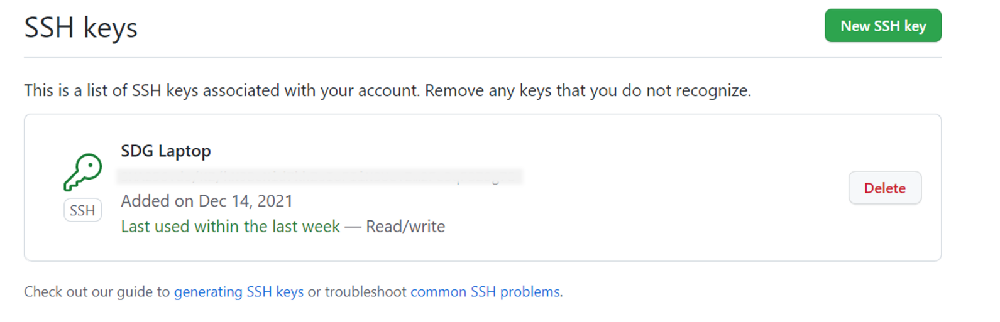 SSH keys
New SSH key
This is a list of SSH keys associated with your account. Remove any keys that you do not recognize.
SDG Laptop
Added on Dec 14, 2021
SSH
Last used within the last week — Read/write
Delete
Check out our guide to generating SSH keys or troubleshoot common SSH problems.